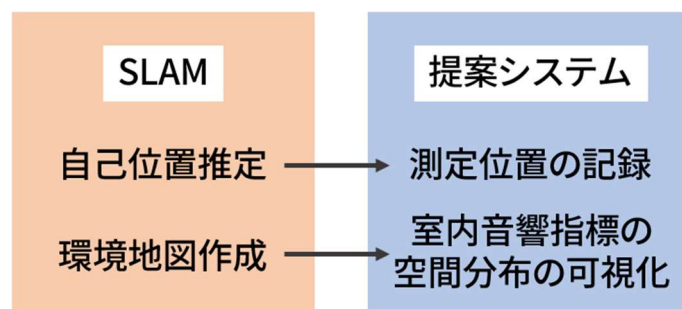 SLAM
自己位置推定
環境地図作成
提案システム
測定位置の記録
室内音響指標の
空間分布の可視化